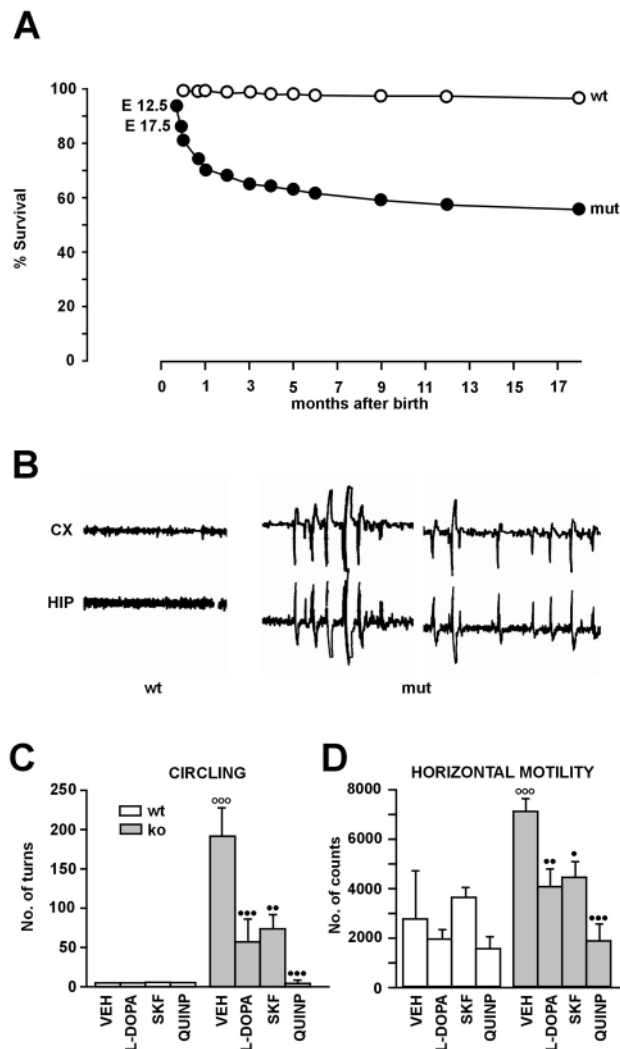 A
100
80
60
40
20
0
% Survival
E 12.5
E 17.5
wt
mut
0 1 3 4 5 7 9 11 13 15 17
months after birth
B
CX
HIP
wt
mut
C
CIRCLING
250
200
150
100
50
0
No. of turns
wt
ko
°°°
•••
••
•••
VEH
L-DOPA
SKF
QUINP
VEH
L-DOPA
SKF
QUINP
D
HORIZONTAL MOTILITY
8000
6000
4000
2000
0
No. of counts
°°°
••
•
•••
VEH
L-DOPA
SKF
QUINP
VEH
L-DOPA
SKF
QUINP